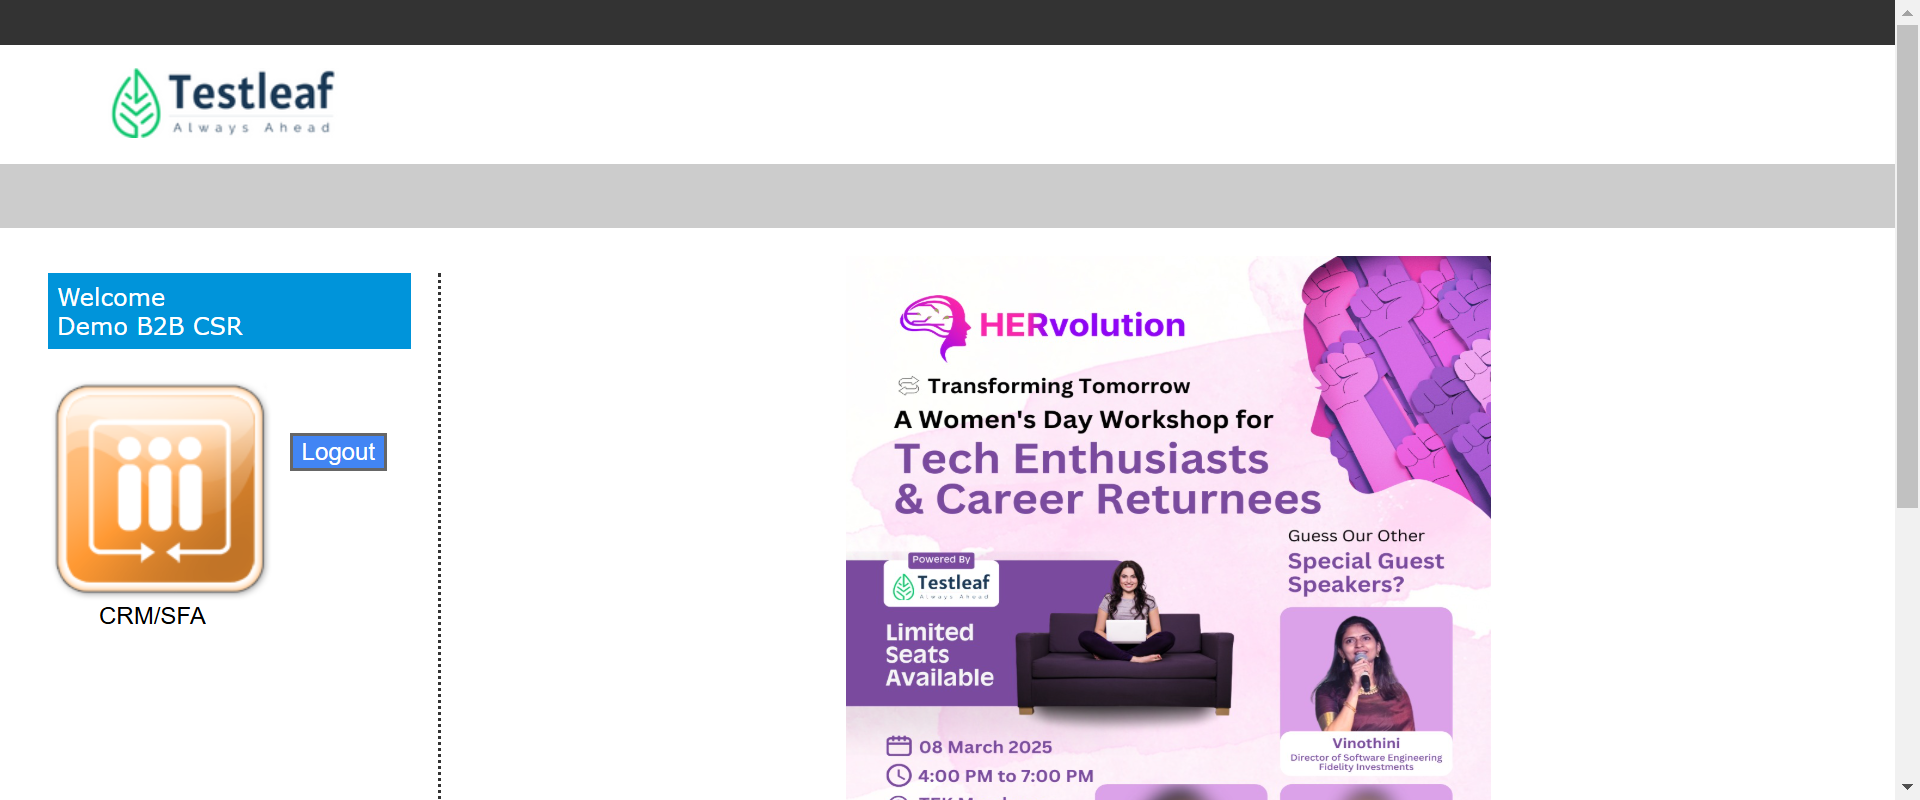 Testleaf
Always Ahead
Welcome
Demo B2B CSR
Logout
CRM/SFA
HERvolution
Transforming Tomorrow
A Women's Day Workshop for
Tech Enthusiasts
& Career Returnees
Guess Our Other
Special Guest
Speakers?
Powered By
Testleaf
Always Ahead
Limited
Seats
Available
Vinothini
Director of Software Engineering
Fidelity Investments
08 March 2025
4:00 PM to 7:00 PM